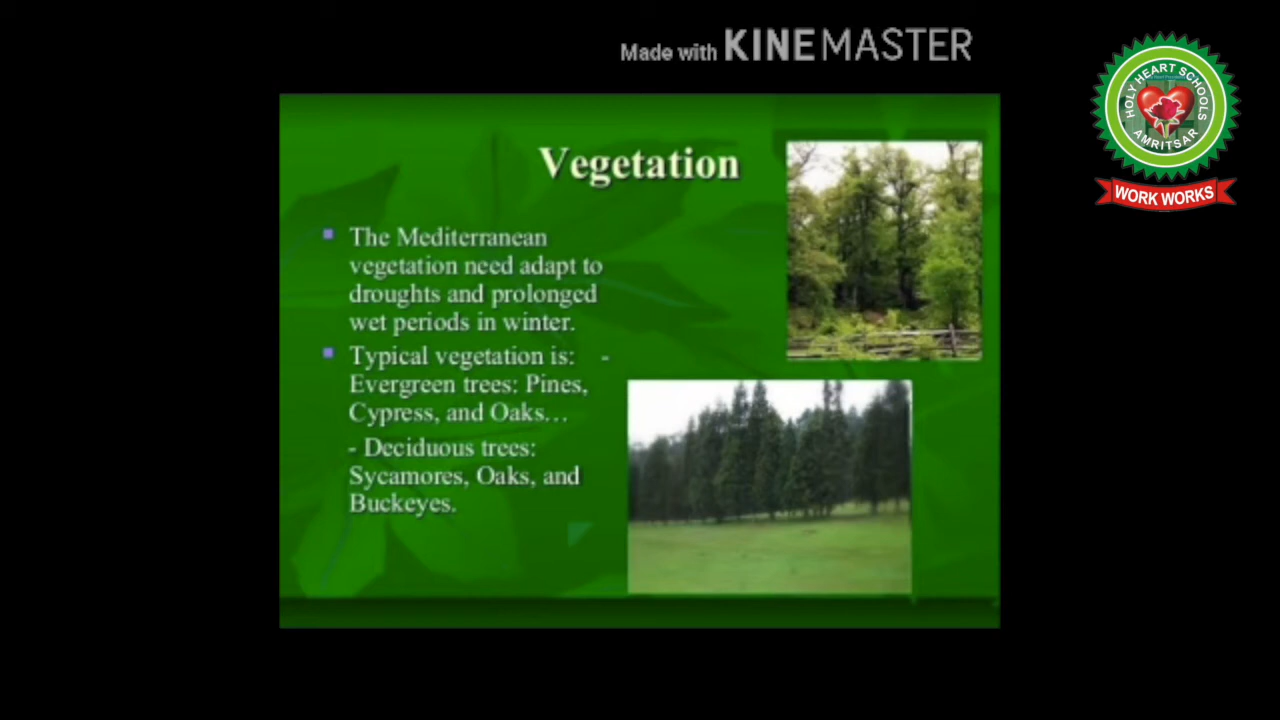 Made with KINEMASTER
HOLY HEART SCHOOLS
AMRITSAR
WORK WORKS
Vegetation
The Mediterranean
vegetation need adapt to
droughts and prolonged
wet periods in winter.
Typical vegetation is: -
Evergreen trees: Pines,
Cypress, and Oaks…
- Deciduous trees:
Sycamores, Oaks, and
Buckeyes.